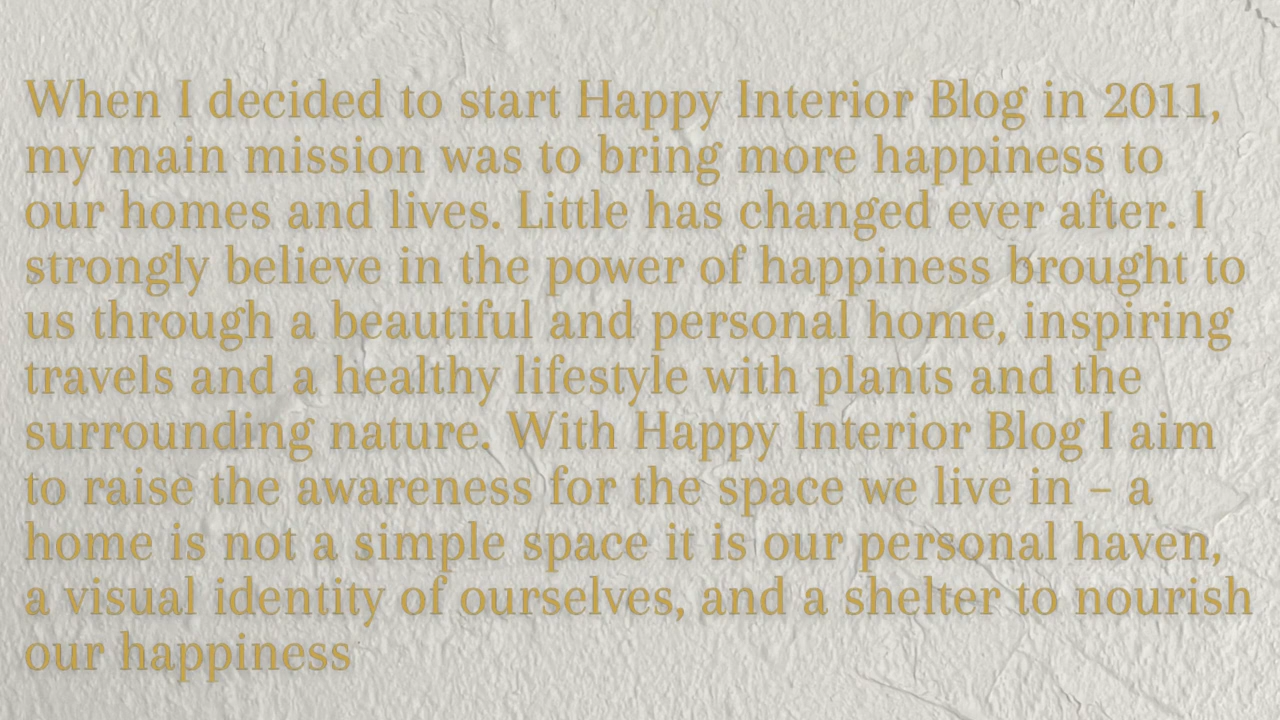 When I decided to start Happy Interior Blog in 2011,
my main mission was to bring more happiness to
our homes and lives. Little has changed ever after. I
strongly believe in the power of happiness brought to
us through a beautiful and personal home, inspiring
travels and a healthy lifestyle with plants and the
surrounding nature. With Happy Interior Blog I aim
to raise the awareness for the space we live in – a
home is not a simple space it is our personal haven,
a visual identity of ourselves, and a shelter to nourish
our happiness